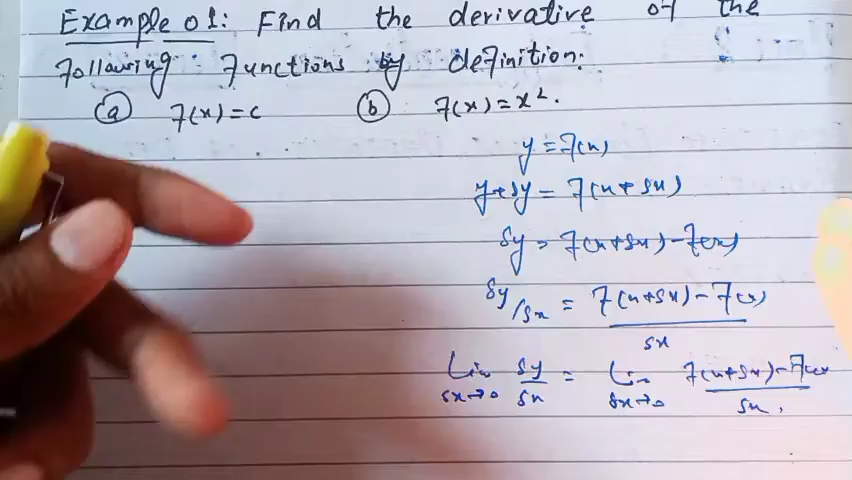 Example 01: Find the derivative of the
Following Functions by definition.
(a) f(x) = c (b) f(x) = x².
y = f(x)
y + δy = f(x + δx)
δy = f(x + δx) - f(x)
δy/δx = f(x + δx) - f(x) / δx
Lim δx→0 δy/δx = Lim δx→0 f(x + δx) - f(x) / δx.